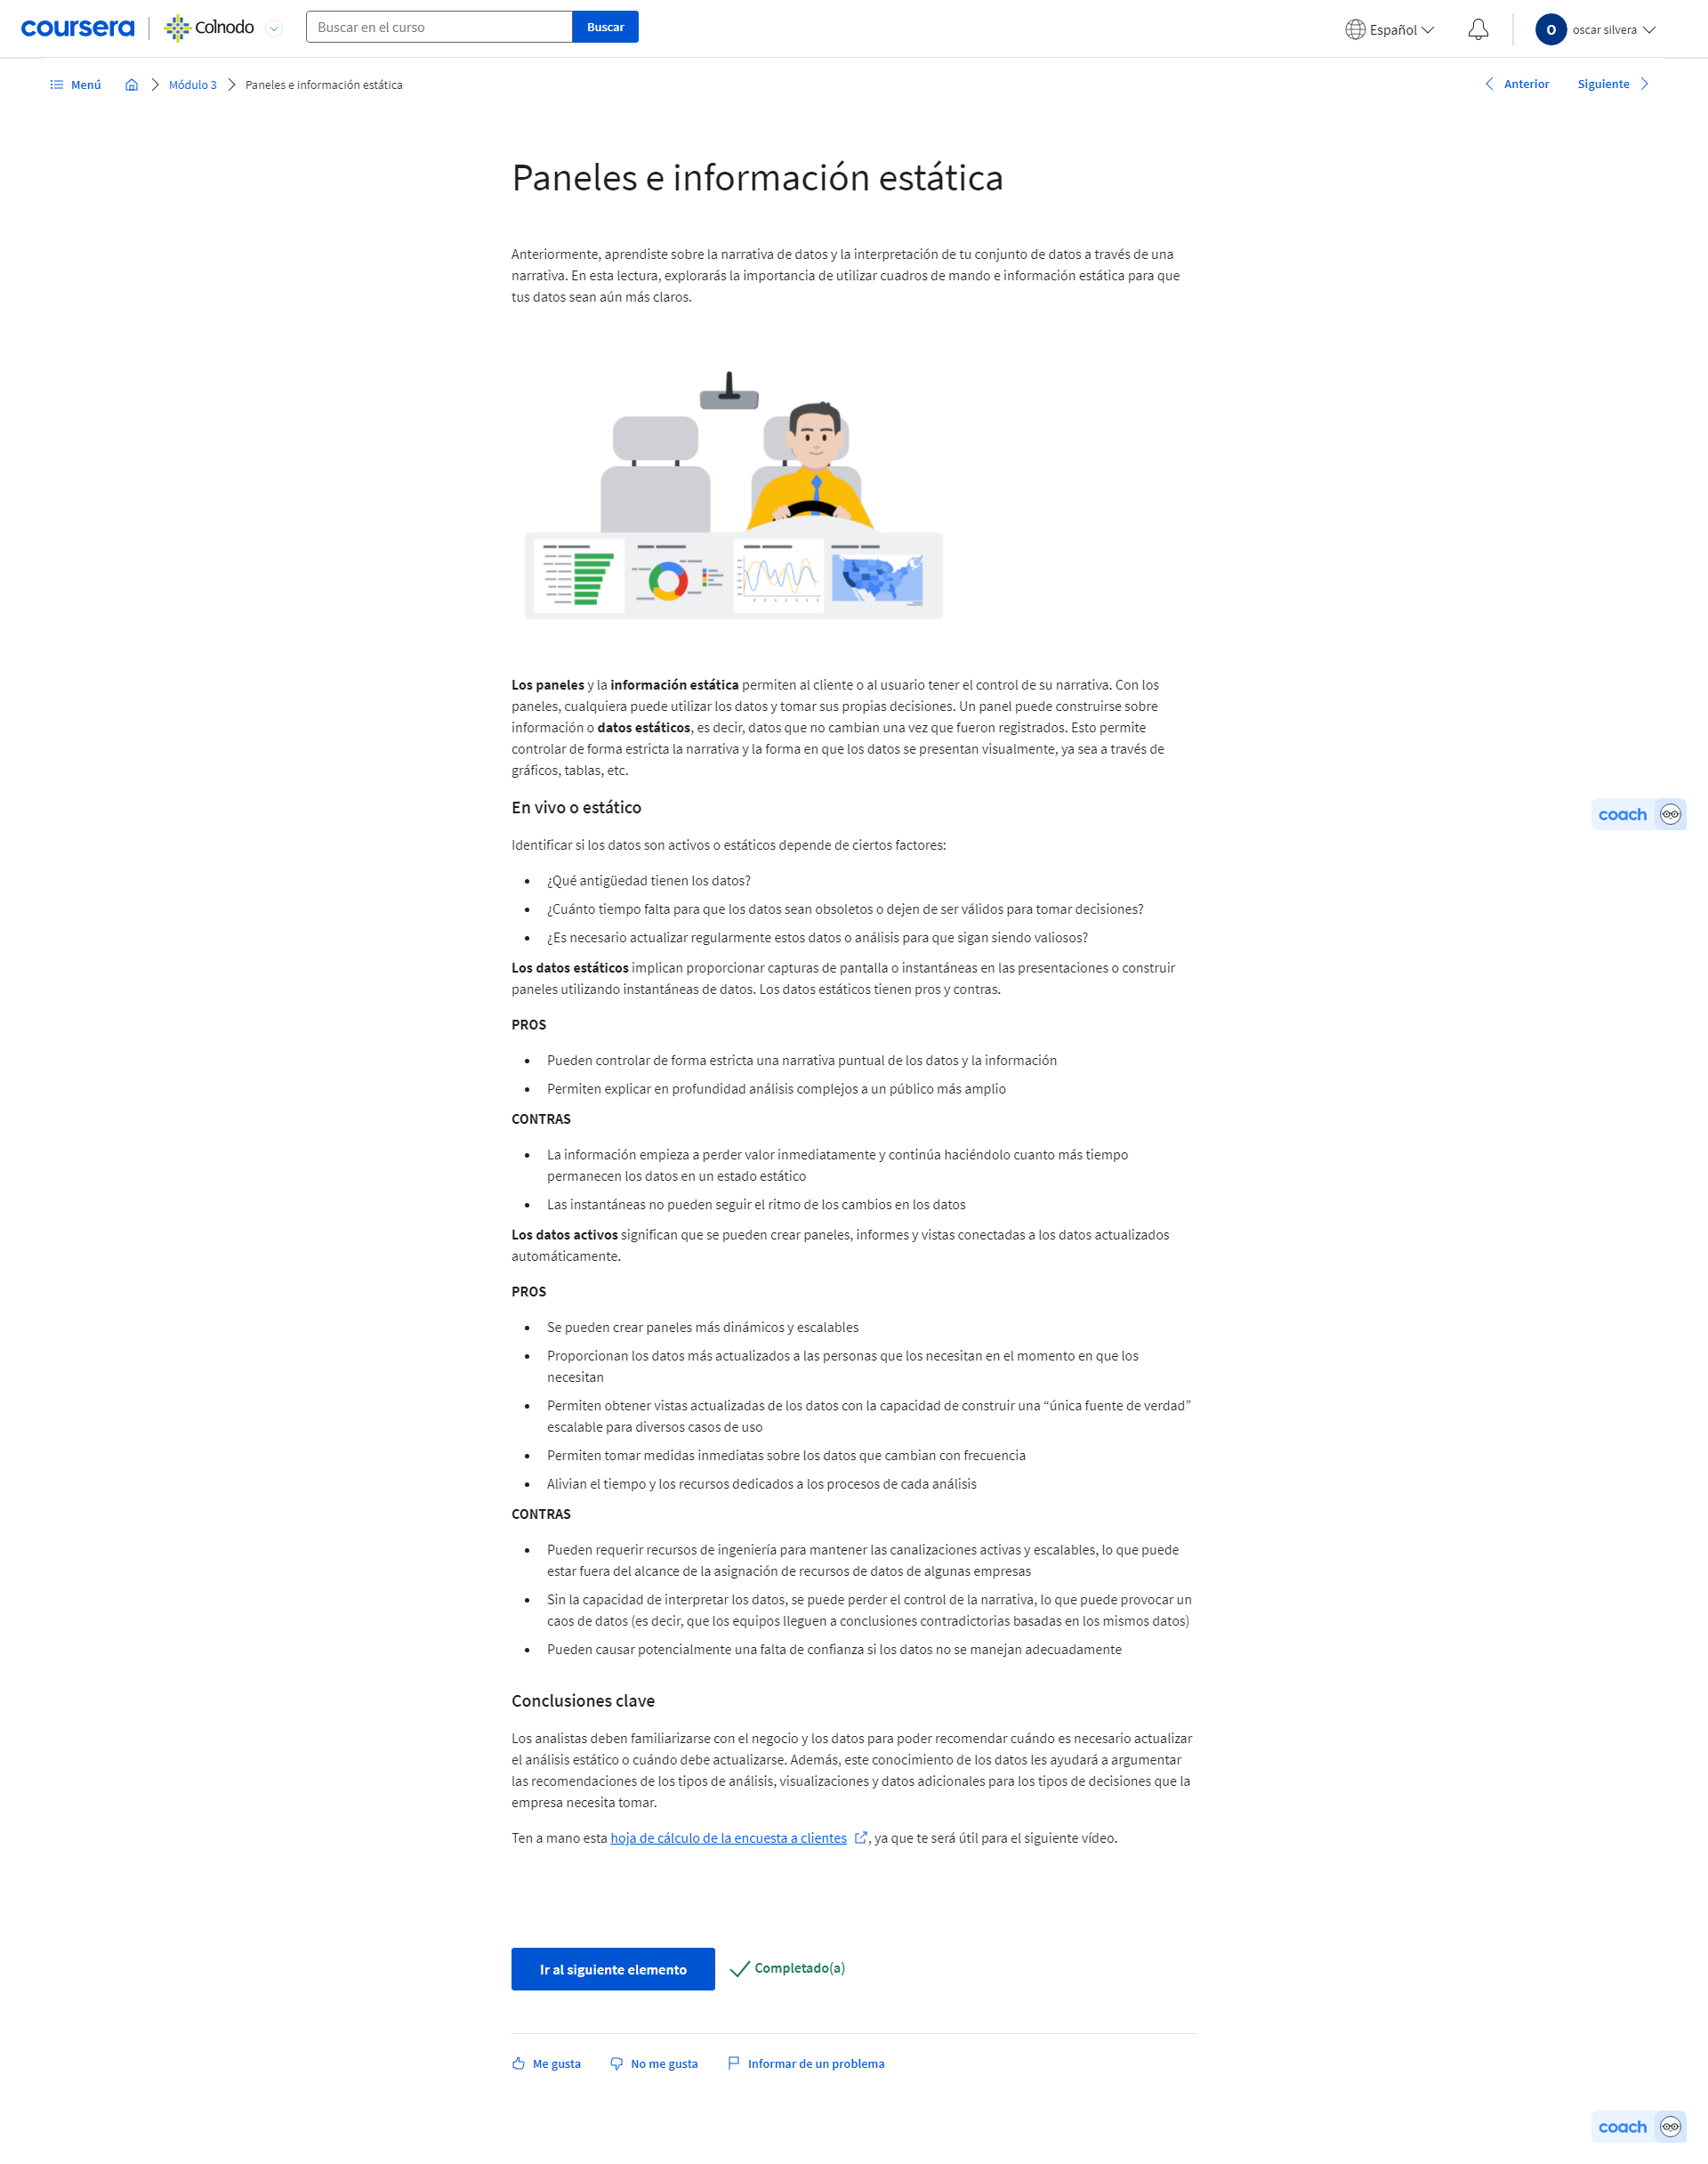 coursera
Colnodo
Buscar en el curso
Buscar
Español
O
oscar silvera
Menú
Módulo 3
Paneles e información estática
Anterior
Siguiente
Paneles e información estática
Anteriormente, aprendiste sobre la narrativa de datos y la interpretación de tu conjunto de datos a través de una
narrativa. En esta lectura, explorarás la importancia de utilizar cuadros de mando e información estática para que
tus datos sean aún más claros.
Los paneles y la información estática permiten al cliente o al usuario tener el control de su narrativa. Con los
paneles, cualquiera puede utilizar los datos y tomar sus propias decisiones. Un panel puede construirse sobre
información o datos estáticos, es decir, datos que no cambian una vez que fueron registrados. Esto permite
controlar de forma estricta la narrativa y la forma en que los datos se presentan visualmente, ya sea a través de
gráficos, tablas, etc.
En vivo o estático
coach
Identificar si los datos son activos o estáticos depende de ciertos factores:
• ¿Qué antigüedad tienen los datos?
• ¿Cuánto tiempo falta para que los datos sean obsoletos o dejen de ser válidos para tomar decisiones?
• ¿Es necesario actualizar regularmente estos datos o análisis para que sigan siendo valiosos?
Los datos estáticos implican proporcionar capturas de pantalla o instantáneas en las presentaciones o construir
paneles utilizando instantáneas de datos. Los datos estáticos tienen pros y contras.
PROS
• Pueden controlar de forma estricta una narrativa puntual de los datos y la información
• Permiten explicar en profundidad análisis complejos a un público más amplio
CONTRAS
• La información empieza a perder valor inmediatamente y continúa haciéndolo cuanto más tiempo
permanecen los datos en un estado estático
• Las instantáneas no pueden seguir el ritmo de los cambios en los datos
Los datos activos significan que se pueden crear paneles, informes y vistas conectadas a los datos actualizados
automáticamente.
PROS
• Se pueden crear paneles más dinámicos y escalables
• Proporcionan los datos más actualizados a las personas que los necesitan en el momento en que los
necesitan
• Permiten obtener vistas actualizadas de los datos con la capacidad de construir una “única fuente de verdad”
escalable para diversos casos de uso
• Permiten tomar medidas inmediatas sobre los datos que cambian con frecuencia
• Alivian el tiempo y los recursos dedicados a los procesos de cada análisis
CONTRAS
• Pueden requerir recursos de ingeniería para mantener las canalizaciones activas y escalables, lo que puede
estar fuera del alcance de la asignación de recursos de datos de algunas empresas
• Sin la capacidad de interpretar los datos, se puede perder el control de la narrativa, lo que puede provocar un
caos de datos (es decir, que los equipos lleguen a conclusiones contradictorias basadas en los mismos datos)
• Pueden causar potencialmente una falta de confianza si los datos no se manejan adecuadamente
Conclusiones clave
Los analistas deben familiarizarse con el negocio y los datos para poder recomendar cuándo es necesario actualizar
el análisis estático o cuándo debe actualizarse. Además, este conocimiento de los datos les ayudará a argumentar
las recomendaciones de los tipos de análisis, visualizaciones y datos adicionales para los tipos de decisiones que la
empresa necesita tomar.
Ten a mano esta hoja de cálculo de la encuesta a clientes , ya que te será útil para el siguiente vídeo.
Ir al siguiente elemento
Completado(a)
Me gusta
No me gusta
Informar de un problema
coach